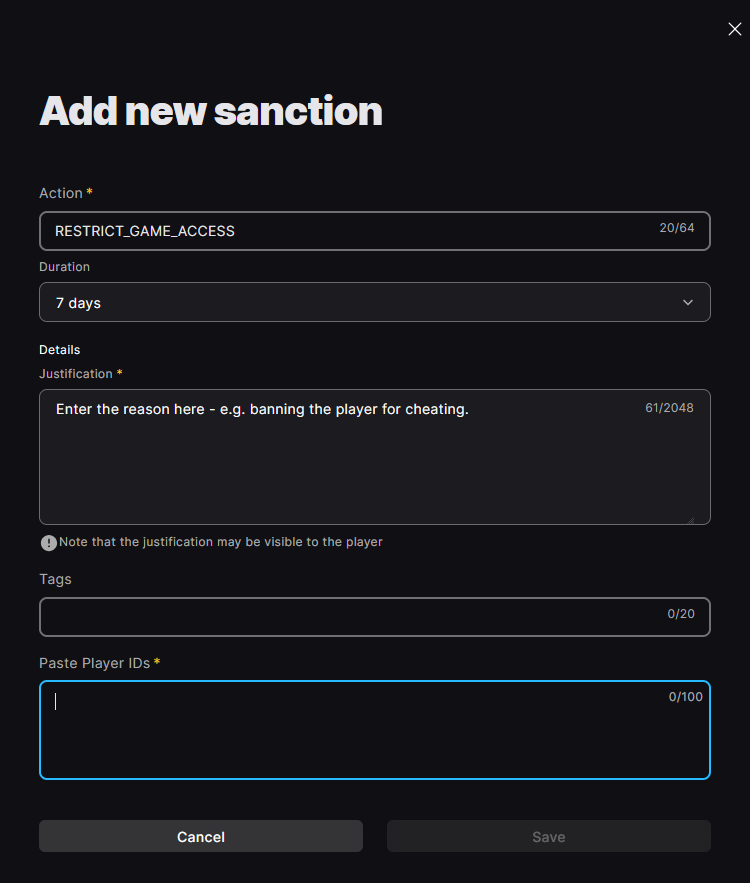 Add new sanction
Action *
RESTRICT_GAME_ACCESS 20/64
Duration
7 days
Details
Justification *
Enter the reason here - e.g. banning the player for cheating. 61/2048
Note that the justification may be visible to the player
Tags
0/20
Paste Player IDs *
0/100
Cancel Save